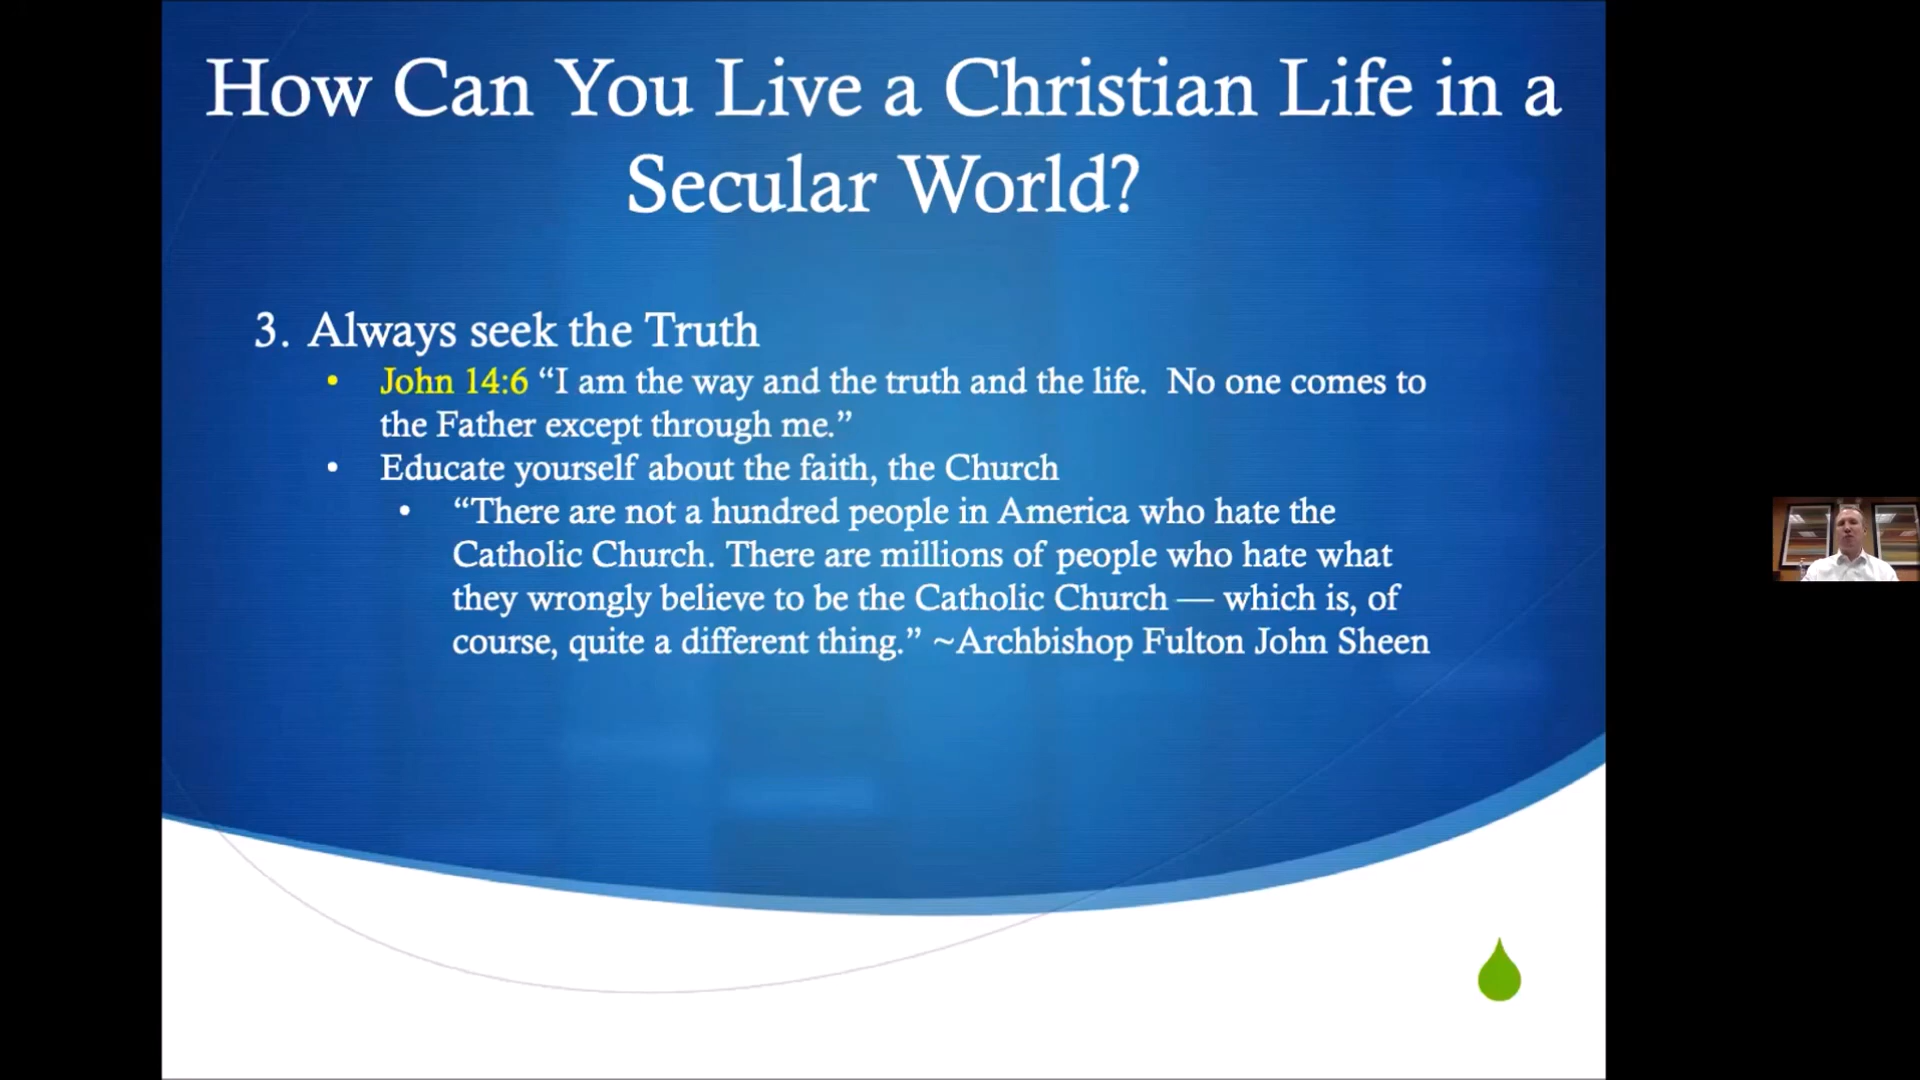 How Can You Live a Christian Life in a
Secular World?
3. Always seek the Truth
• John 14:6 “I am the way and the truth and the life.  No one comes to
the Father except through me.”
• Educate yourself about the faith, the Church
• “There are not a hundred people in America who hate the
Catholic Church. There are millions of people who hate what
they wrongly believe to be the Catholic Church — which is, of
course, quite a different thing.” ~Archbishop Fulton John Sheen